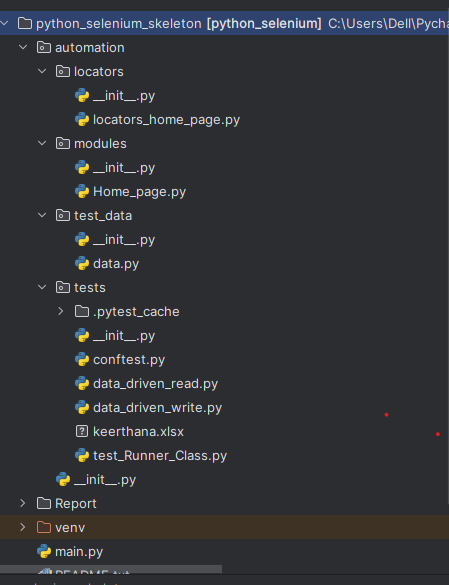 python_selenium_skeleton [python_selenium] C:\Users\Dell\Pycha
automation
locators
__init__.py
locators_home_page.py
modules
__init__.py
Home_page.py
test_data
__init__.py
data.py
tests
.pytest_cache
__init__.py
conftest.py
data_driven_read.py
data_driven_write.py
keerthana.xlsx
test_Runner_Class.py
__init__.py
Report
venv
main.py